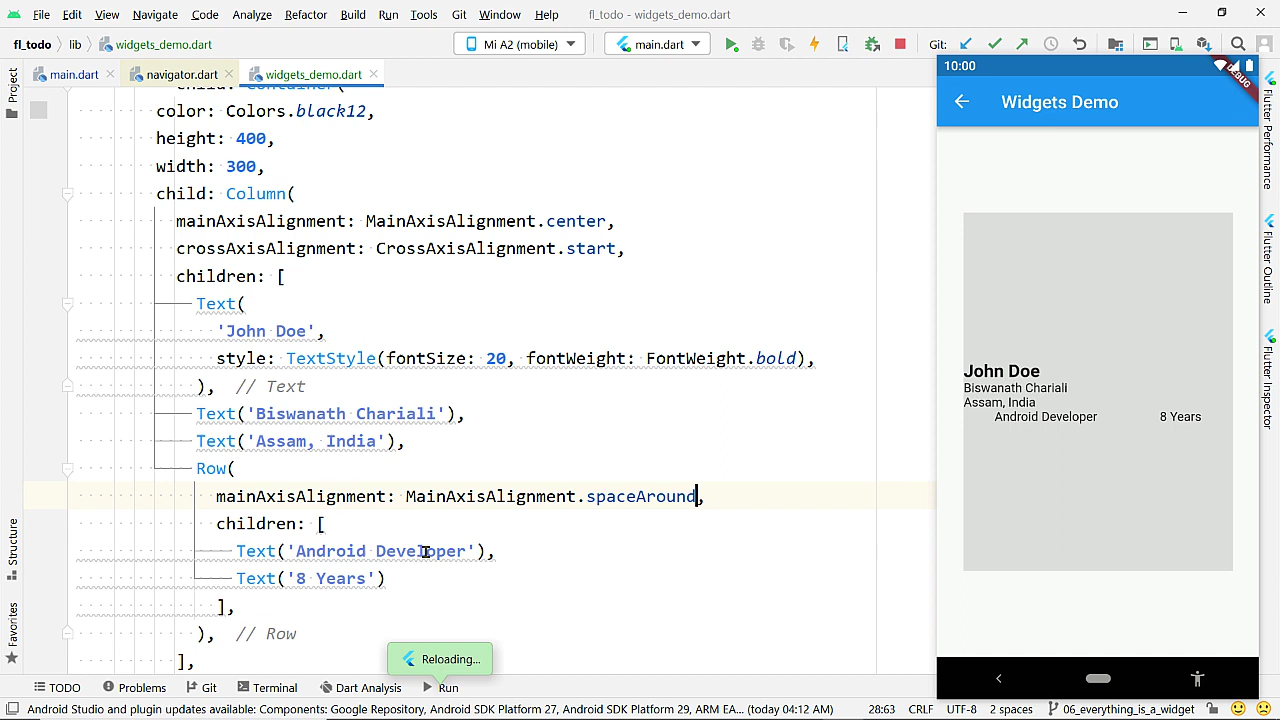 File Edit View Navigate Code Analyze Refactor Build Run Tools Git Window Help fl_todo - widgets_demo.dart
fl_todo lib widgets_demo.dart Mi A2 (mobile) main.dart Git:
main.dart navigator.dart widgets_demo.dart
Project
Structure
Favorites
child: Container(
color: Colors.black12,
height: 400,
width: 300,
child: Column(
mainAxisAlignment: MainAxisAlignment.center,
crossAxisAlignment: CrossAxisAlignment.start,
children: [
Text(
'John Doe',
style: TextStyle(fontSize: 20, fontWeight: FontWeight.bold),
), // Text
Text('Biswanath Chariali'),
Text('Assam, India'),
Row(
mainAxisAlignment: MainAxisAlignment.spaceAround,
children: [
Text('Android Developer'),
Text('8 Years')
],
), // Row
],
Reloading...
10:00
DEBUG
Widgets Demo
John Doe
Biswanath Chariali
Assam, India
Android Developer 8 Years
Flutter Performance
Flutter Outline
Flutter Inspector
TODO Problems Git Terminal Dart Analysis Run
Android Studio and plugin updates available: Components: Google Repository, Android SDK Platform 27, Android SDK Platform 29, ARM EA... (today 04:12 AM) 28:63 CRLF UTF-8 2 spaces 06_everything_is_a_widget